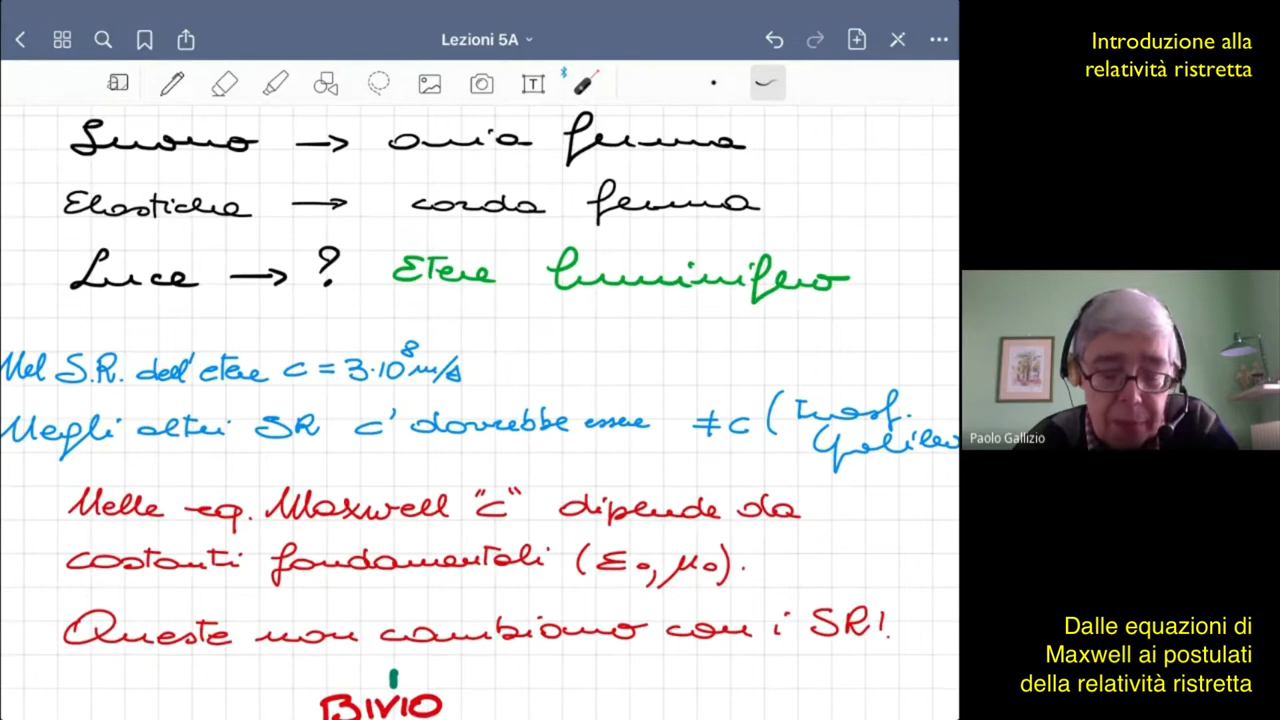 Lezioni 5A
Introduzione alla
relatività ristretta
Suono → aria ferma
Elastiche → corda ferma
Luce → ? Etere luminifero
Nel S.R. dell'etere c = 3·10⁸ m/s
Negli altri SR c' dovrebbe essere ≠ c (Trasf.
Galileo
Nelle eq. Maxwell "c" dipende da
costanti fondamentali (ε₀, μ₀).
Queste non cambiano con i SR!
BIVIO
Paolo Gallizio
Dalle equazioni di
Maxwell ai postulati
della relatività ristretta